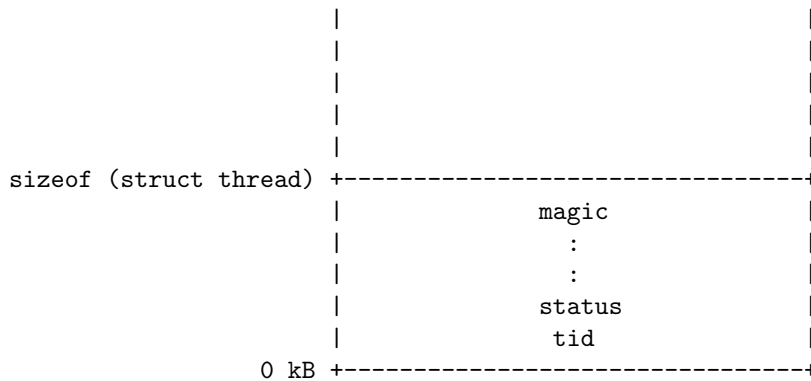 sizeof (struct thread)
magic
:
:
status
tid
0 kB